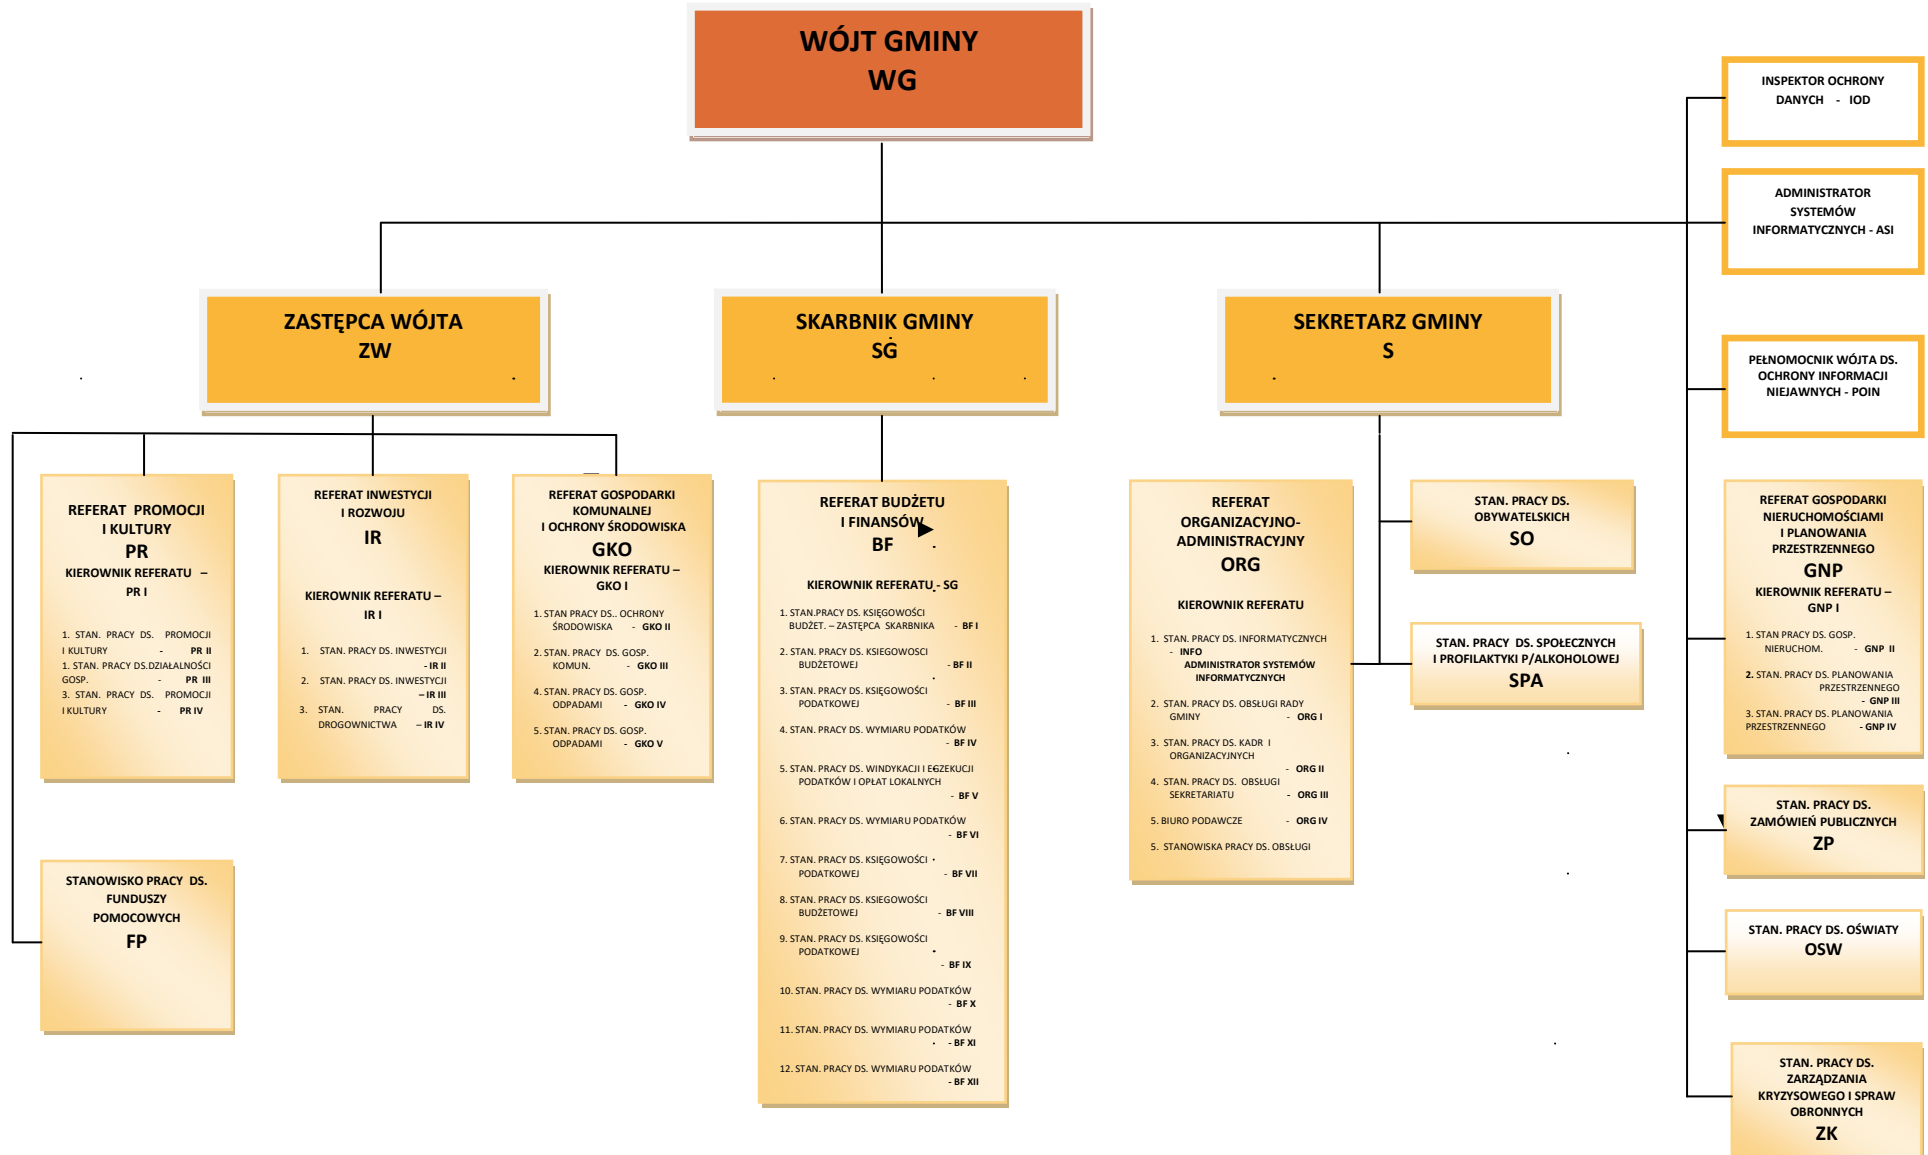 WÓJT GMINY
WG
INSPEKTOR OCHRONY
DANYCH - IOD
ADMINISTRATOR
SYSTEMÓW
INFORMATYCZNYCH - ASI
ZASTĘPCA WÓJTA
ZW
SKARBNIK GMINY
SG
SEKRETARZ GMINY
S
PEŁNOMOCNIK WÓJTA DS.
OCHRONY INFORMACJI
NIEJAWNYCH - POIN
REFERAT PROMOCJI
I KULTURY
PR
KIEROWNIK REFERATU –
PR I
1. STAN. PRACY DS. PROMOCJI
I KULTURY - PR II
1. STAN. PRACY DS.DZIAŁALNOŚCI
GOSP. - PR III
3. STAN. PRACY DS. PROMOCJI
I KULTURY - PR IV
REFERAT INWESTYCJI
I ROZWOJU
IR
KIEROWNIK REFERATU –
IR I
1. STAN. PRACY DS. INWESTYCJI
- IR II
2. STAN. PRACY DS. INWESTYCJI
– IR III
3. STAN. PRACY DS.
DROGOWNICTWA – IR IV
REFERAT GOSPODARKI
KOMUNALNEJ
I OCHRONY ŚRODOWISKA
GKO
KIEROWNIK REFERATU –
GKO I
1. STAN PRACY DS.. OCHRONY
ŚRODOWISKA - GKO II
2. STAN. PRACY DS. GOSP.
KOMUN. - GKO III
4. STAN. PRACY DS. GOSP.
ODPADAMI - GKO IV
5. STAN. PRACY DS. GOSP.
ODPADAMI - GKO V
REFERAT BUDŻETU
I FINANSÓW
BF
KIEROWNIK REFERATU - SG
1. STAN.PRACY DS. KSIĘGOWOŚCI
BUDŻET. – ZASTĘPCA SKARBNIKA - BF I
2. STAN. PRACY DS. KSIEGOWOSCI
BUDŻETOWEJ - BF II
3. STAN. PRACY DS. KSIĘGOWOŚCI
PODATKOWEJ - BF III
4. STAN. PRACY DS. WYMIARU PODATKÓW
- BF IV
5. STAN. PRACY DS. WINDYKACJI I EGZEKUCJI
PODATKÓW I OPŁAT LOKALNYCH
- BF V
6. STAN. PRACY DS. WYMIARU PODATKÓW
- BF VI
7. STAN. PRACY DS. KSIĘGOWOŚCI
PODATKOWEJ - BF VII
8. STAN. PRACY DS. KSIEGOWOŚCI
BUDŻETOWEJ - BF VIII
9. STAN. PRACY DS. KSIĘGOWOŚCI
PODATKOWEJ
- BF IX
10. STAN. PRACY DS. WYMIARU PODATKÓW
- BF X
11. STAN. PRACY DS. WYMIARU PODATKÓW
- BF XI
12. STAN. PRACY DS. WYMIARU PODATKÓW
- BF XII
REFERAT
ORGANIZACYJNO-
ADMINISTRACYJNY
ORG
KIEROWNIK REFERATU
1. STAN. PRACY DS. INFORMATYCZNYCH
- INFO
ADMINISTRATOR SYSTEMÓW
INFORMATYCZNYCH
2. STAN. PRACY DS. OBSŁUGI RADY
GMINY - ORG I
3. STAN. PRACY DS. KADR I
ORGANIZACYJNYCH
- ORG II
4. STAN. PRACY DS. OBSŁUGI
SEKRETARIATU - ORG III
5. BIURO PODAWCZE - ORG IV
5. STANOWISKA PRACY DS. OBSŁUGI
STAN. PRACY DS.
OBYWATELSKICH
SO
STAN. PRACY DS. SPOŁECZNYCH
I PROFILAKTYKI P/ALKOHOLOWEJ
SPA
REFERAT GOSPODARKI
NIERUCHOMOŚCIAMI
I PLANOWANIA
PRZESTRZENNEGO
GNP
KIEROWNIK REFERATU –
GNP I
1. STAN PRACY DS. GOSP.
NIERUCHOM. - GNP II
2. STAN. PRACY DS. PLANOWANIA
PRZESTRZENNEGO
- GNP III
3. STAN. PRACY DS. PLANOWANIA
PRZESTRZENNEGO - GNP IV
STAN. PRACY DS.
ZAMÓWIEŃ PUBLICZNYCH
ZP
STANOWISKO PRACY DS.
FUNDUSZY
POMOCOWYCH
FP
STAN. PRACY DS. OŚWIATY
OSW
STAN. PRACY DS.
ZARZĄDZANIA
KRYZYSOWEGO I SPRAW
OBRONNYCH
ZK